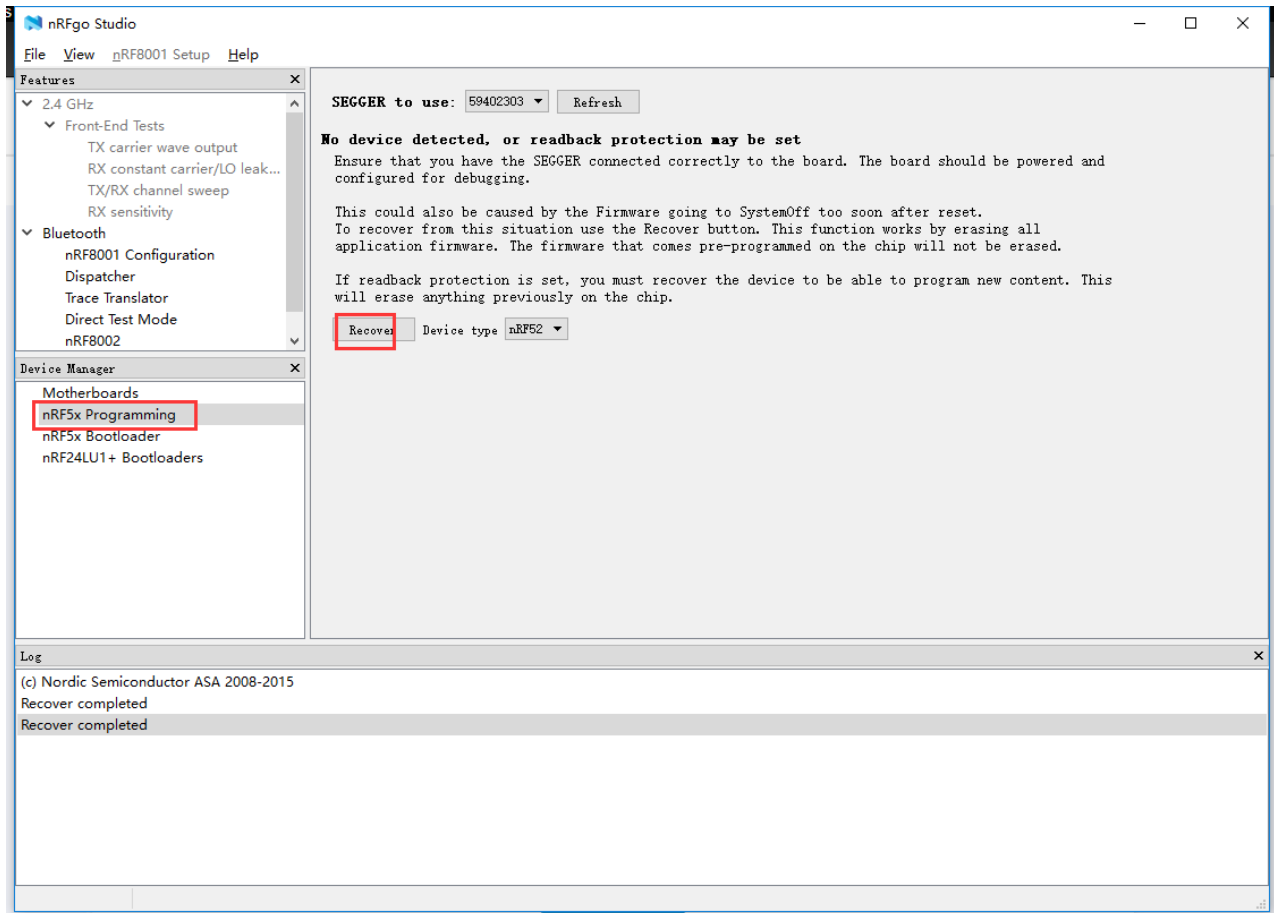 nRFgo Studio
File View nRF8001 Setup Help
Features
2.4 GHz
Front-End Tests
TX carrier wave output
RX constant carrier/LO leak...
TX/RX channel sweep
RX sensitivity
Bluetooth
nRF8001 Configuration
Dispatcher
Trace Translator
Direct Test Mode
nRF8002
Device Manager
Motherboards
nRF5x Programming
nRF5x Bootloader
nRF24LU1+ Bootloaders
SEGGER to use: 59402303 Refresh
No device detected, or readback protection may be set
Ensure that you have the SEGGER connected correctly to the board. The board should be powered and
configured for debugging.
This could also be caused by the Firmware going to SystemOff too soon after reset.
To recover from this situation use the Recover button. This function works by erasing all
application firmware. The firmware that comes pre-programmed on the chip will not be erased.
If readback protection is set, you must recover the device to be able to program new content. This
will erase anything previously on the chip.
Recover Device type nRF52
Log
(c) Nordic Semiconductor ASA 2008-2015
Recover completed
Recover completed